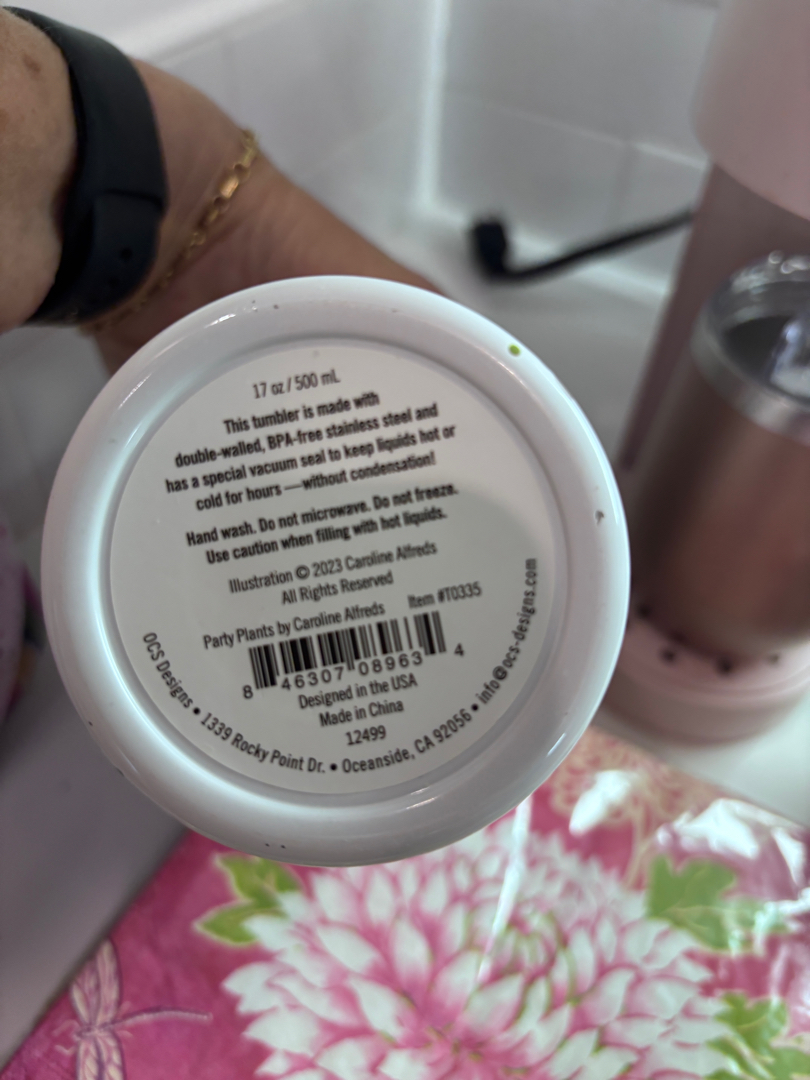 17 oz / 500 mL
This tumbler is made with
double-walled, BPA-free stainless steel and
has a special vacuum seal to keep liquids hot or
cold for hours —without condensation!
Hand wash. Do not microwave. Do not freeze.
Use caution when filling with hot liquids.
Illustration © 2023 Caroline Alfreds
All Rights Reserved
Party Plants by Caroline Alfreds Item #T0335
8 46307 08963 4
Designed in the USA
Made in China
12499
OCS Designs • 1339 Rocky Point Dr. • Oceanside, CA 92056 • info@ocs-designs.com